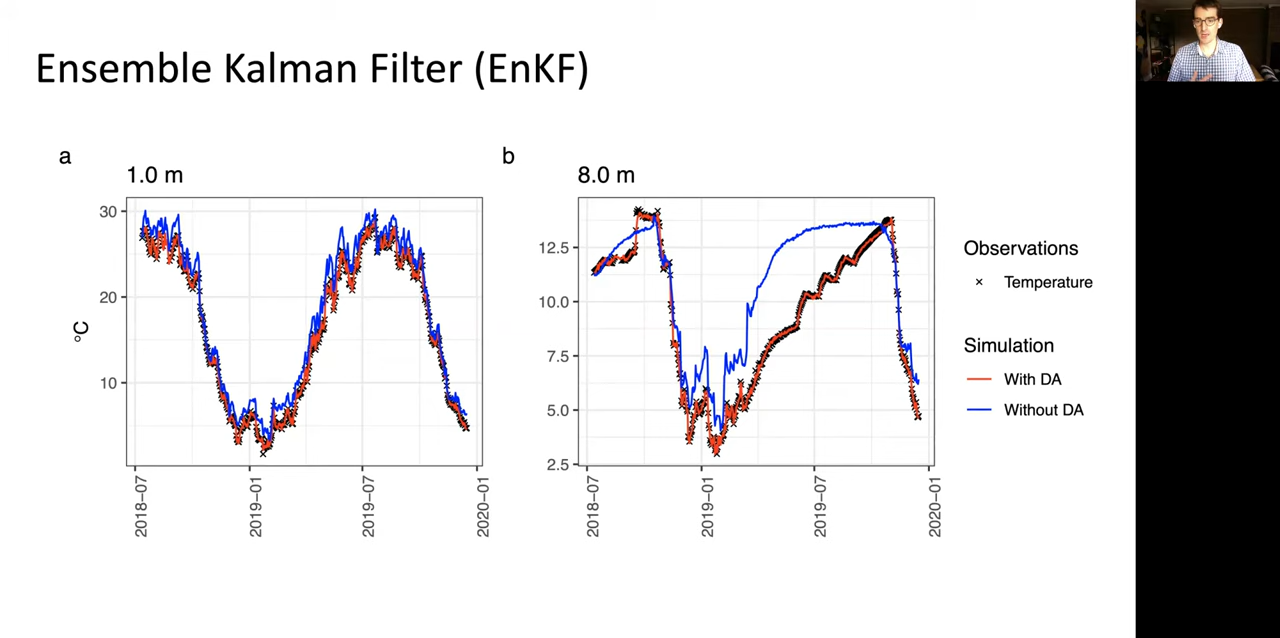 Ensemble Kalman Filter (EnKF)
a
1.0 m
30
20
10
°C
2018−07
2019−01
2019−07
2020−01
b
8.0 m
12.5
10.0
7.5
5.0
2.5
2018−07
2019−01
2019−07
2020−01
Observations
× Temperature
Simulation
With DA
Without DA